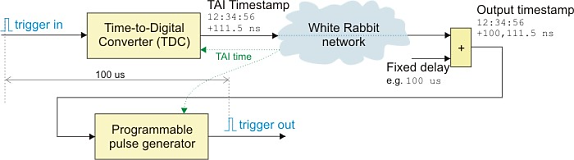 trigger in
Time-to-Digital
Converter (TDC)
TAI Timestamp
12:34:56
+111.5 ns
White Rabbit
network
Output timestamp
12:34:56
+100,111.5 ns
+
TAI time
Fixed delay
e.g. 100 us
100 us
Programmable
pulse generator
trigger out